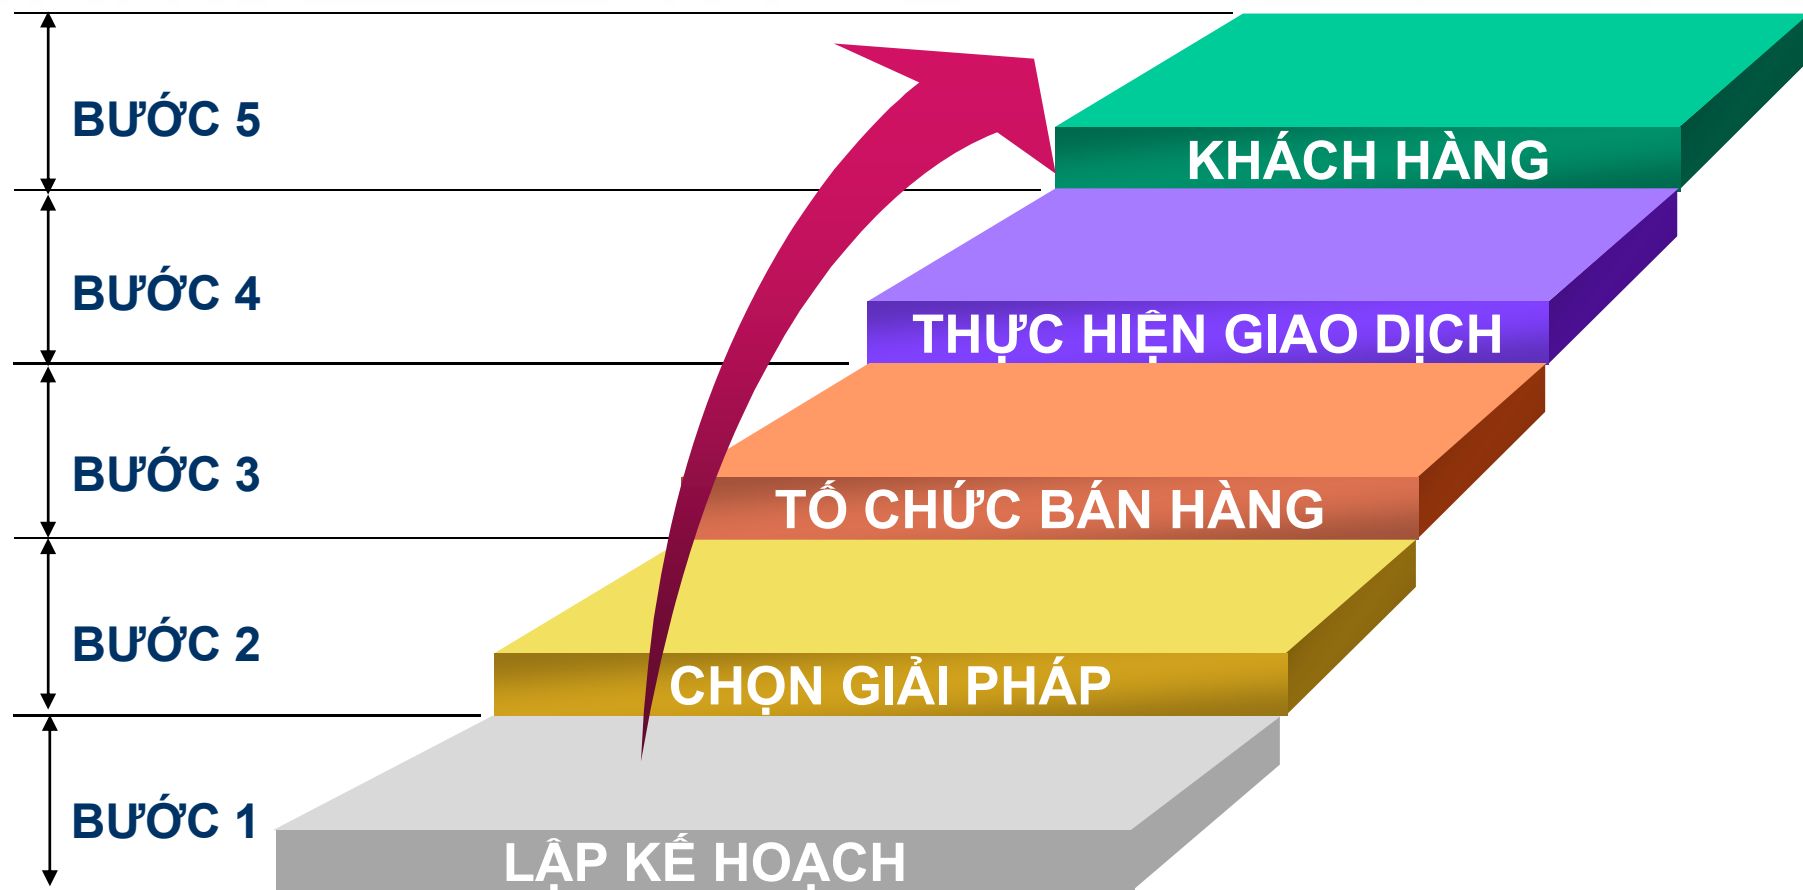 BƯỚC 5
KHÁCH HÀNG
BƯỚC 4
THỰC HIỆN GIAO DỊCH
BƯỚC 3
TỔ CHỨC BÁN HÀNG
BƯỚC 2
CHỌN GIẢI PHÁP
BƯỚC 1
LẬP KẾ HOẠCH